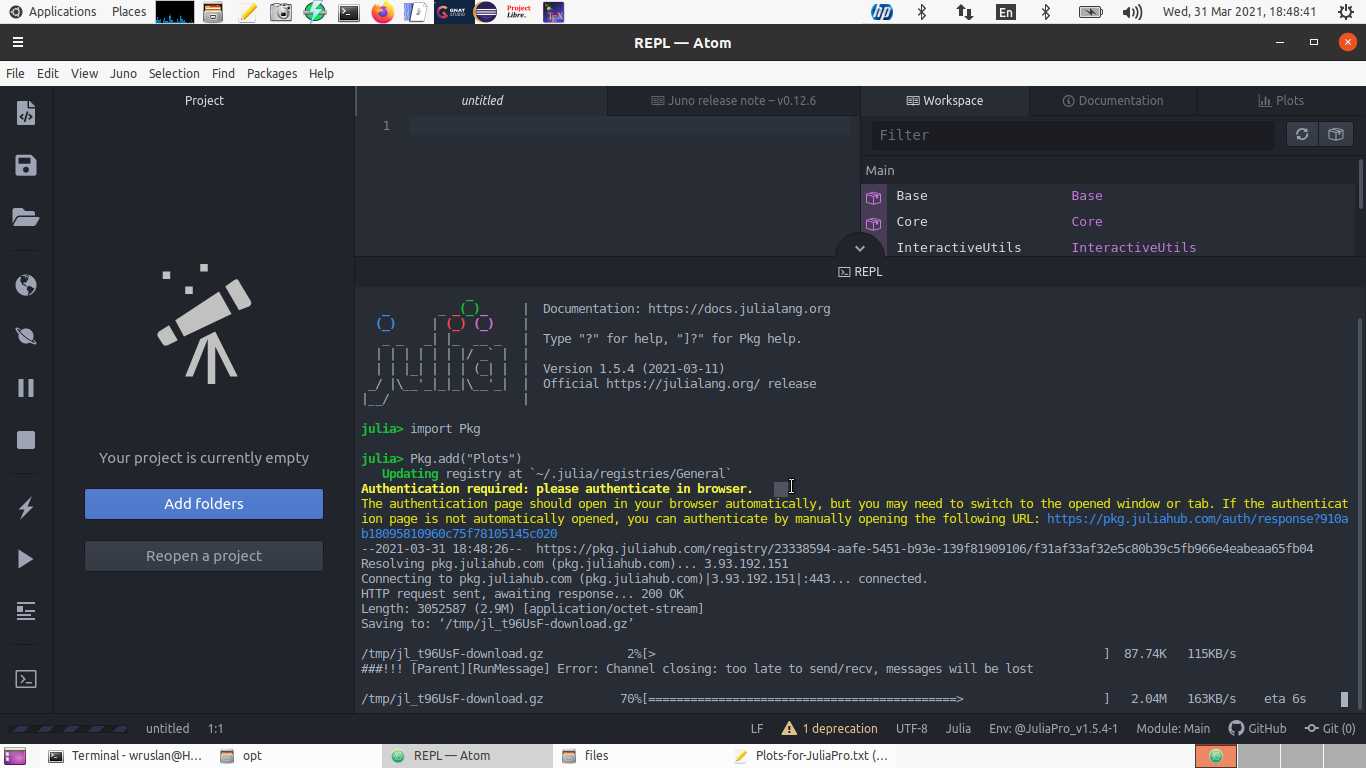 Applications Places Project Libre. GNAT STUDIO TeX hp En Wed, 31 Mar 2021, 18:48:41
REPL — Atom
File Edit View Juno Selection Find Packages Help
Project
untitled
Juno release note – v0.12.6
Workspace
Documentation
Plots
1
Filter
Main
Base Base
Core Core
InteractiveUtils InteractiveUtils
REPL
| Documentation: https://docs.julialang.org
| Type "?" for help, "]?" for Pkg help.
| Version 1.5.4 (2021-03-11)
| Official https://julialang.org/ release
julia> import Pkg
julia> Pkg.add("Plots")
Updating registry at `~/.julia/registries/General`
Authentication required: please authenticate in browser.
The authentication page should open in your browser automatically, but you may need to switch to the opened window or tab. If the authenticat
ion page is not automatically opened, you can authenticate by manually opening the following URL: https://pkg.juliahub.com/auth/response?910a
b18095810960c75f78105145c020
--2021-03-31 18:48:26-- https://pkg.juliahub.com/registry/23338594-aafe-5451-b93e-139f81909106/f31af33af32e5c80b39c5fb966e4eabeaa65fb04
Resolving pkg.juliahub.com (pkg.juliahub.com)... 3.93.192.151
Connecting to pkg.juliahub.com (pkg.juliahub.com)|3.93.192.151|:443... connected.
HTTP request sent, awaiting response... 200 OK
Length: 3052587 (2.9M) [application/octet-stream]
Saving to: ‘/tmp/jl_t96UsF-download.gz’
/tmp/jl_t96UsF-download.gz 2%[> ] 87.74K 115KB/s
###!!! [Parent][RunMessage] Error: Channel closing: too late to send/recv, messages will be lost
/tmp/jl_t96UsF-download.gz 70%[============================================> ] 2.04M 163KB/s eta 6s
Your project is currently empty
Add folders
Reopen a project
untitled 1:1 LF 1 deprecation UTF-8 Julia Env: @JuliaPro_v1.5.4-1 Module: Main GitHub Git (0)
Terminal - wruslan@H... opt REPL — Atom files Plots-for-JuliaPro.txt (...